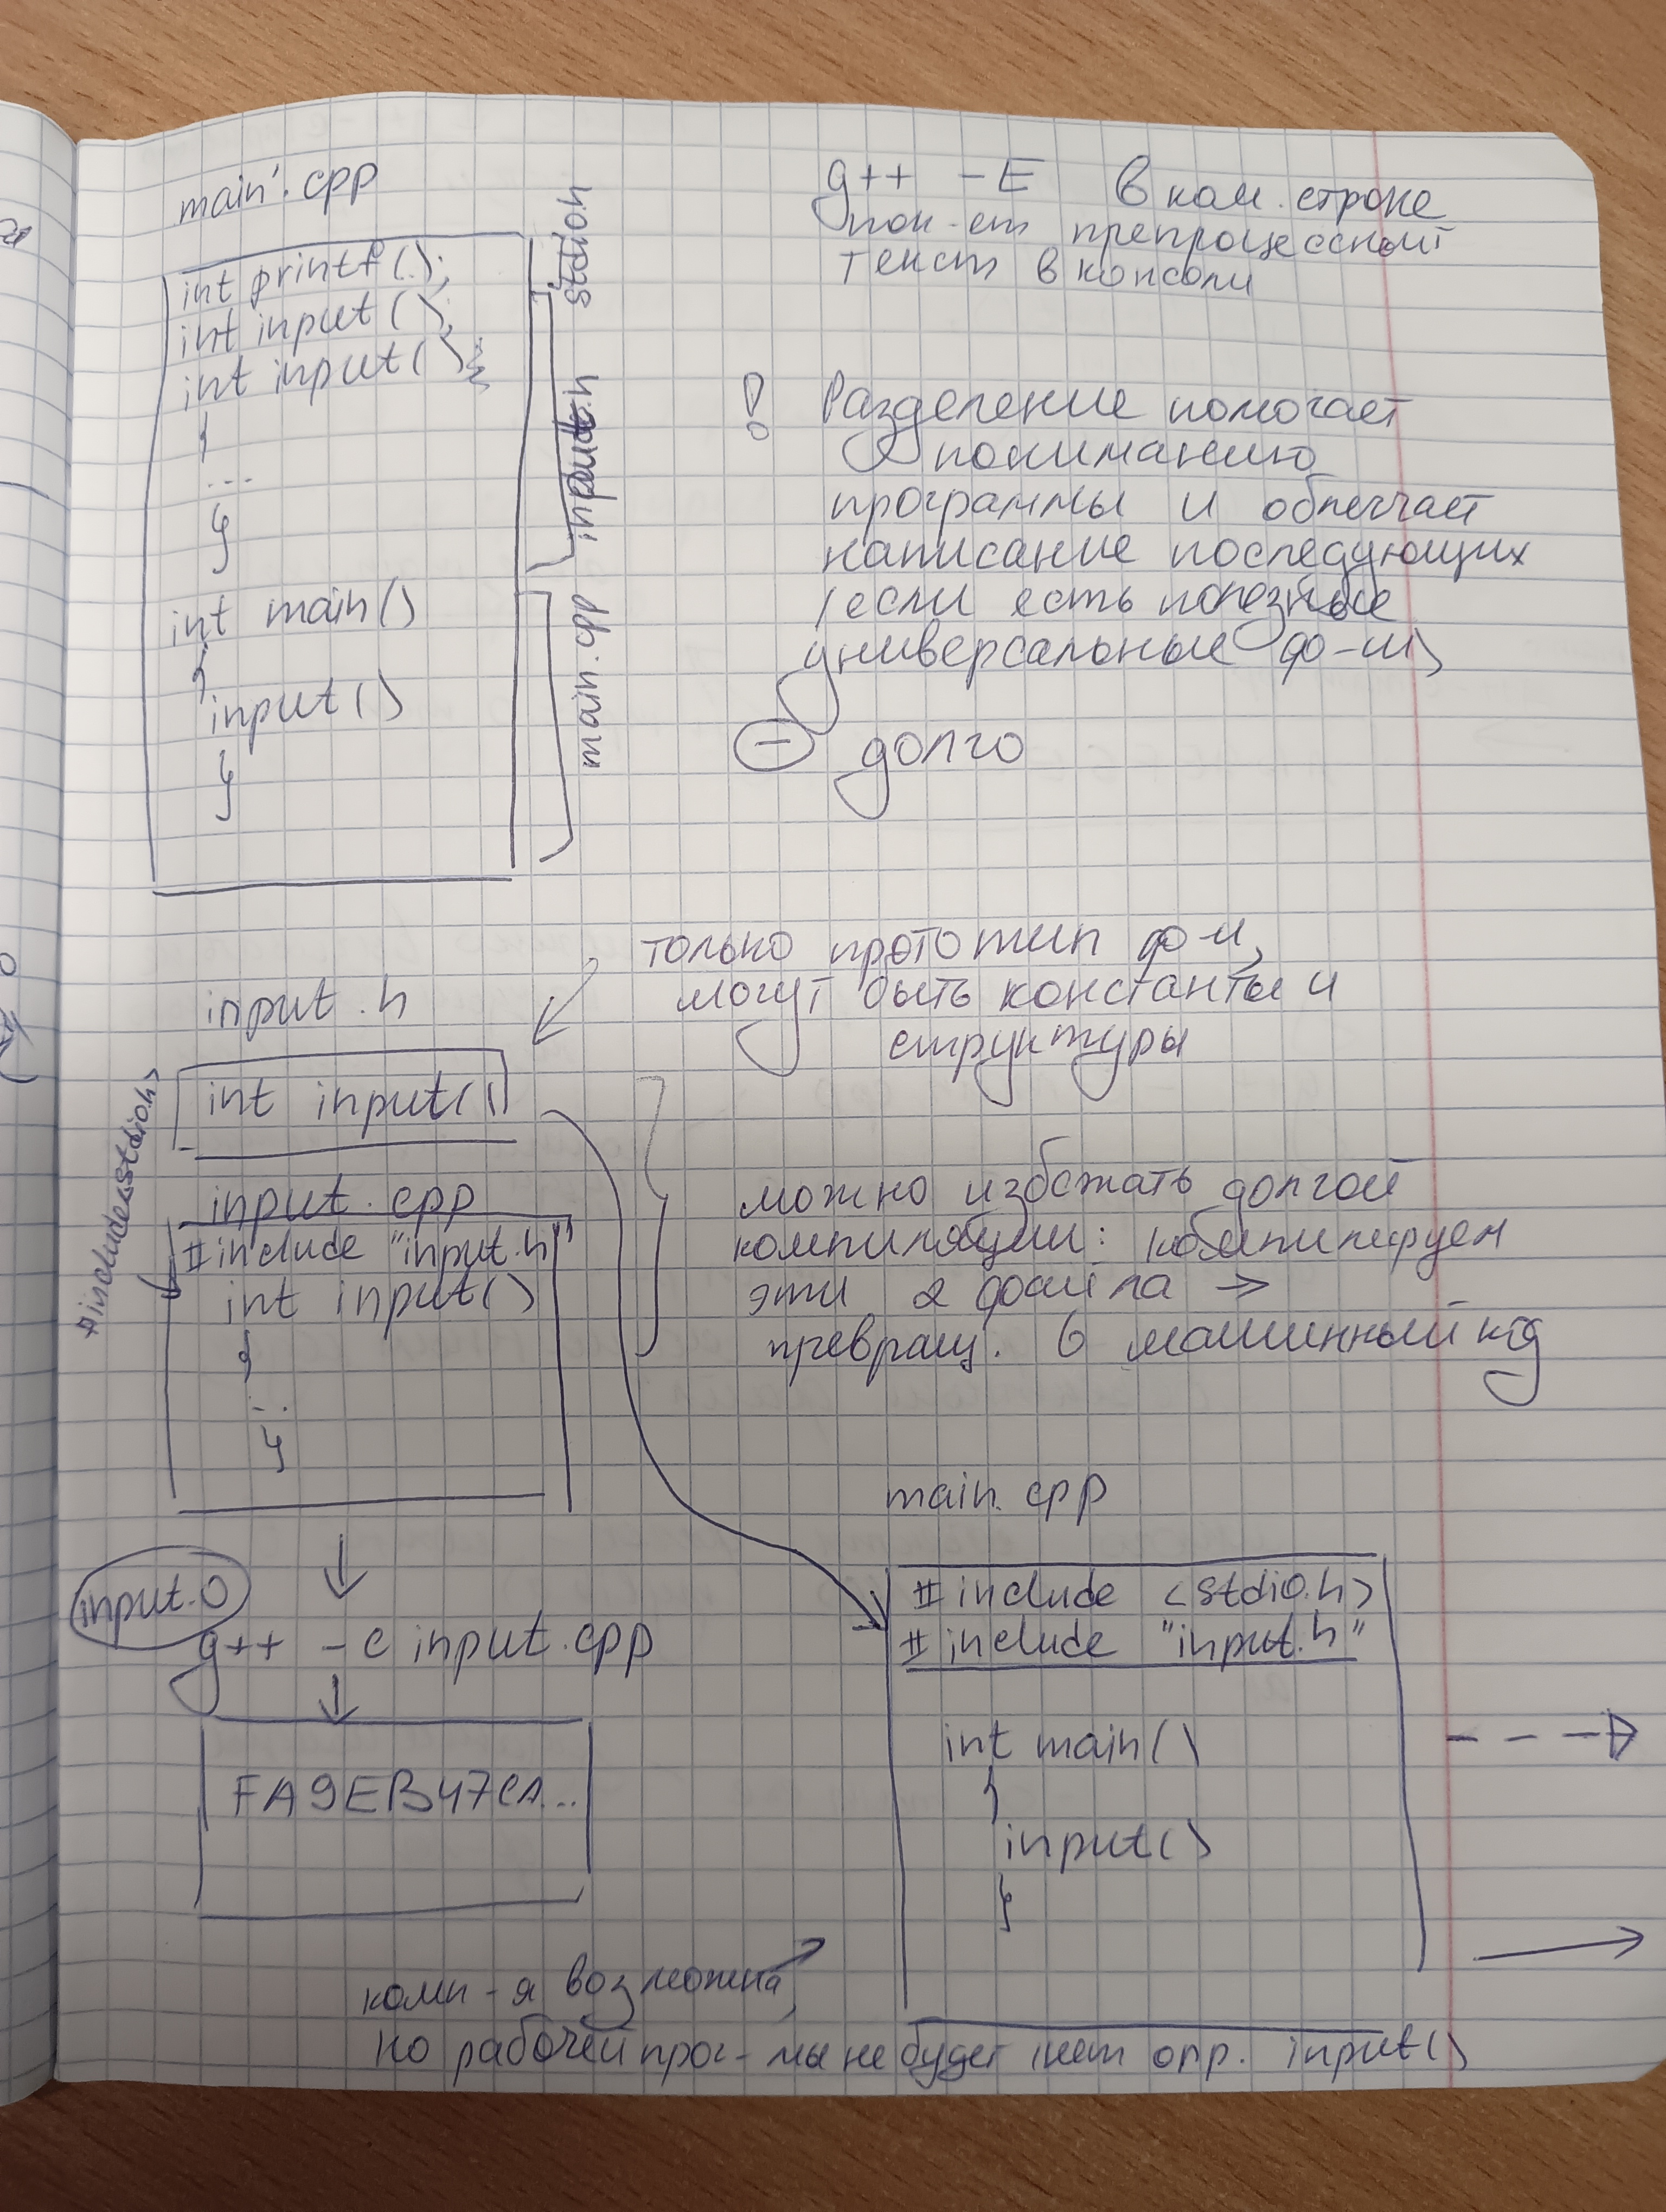 main'.cpp
int printf();
int input();
int input();
{
...
}
int main()
{
input()
}
stdio.h
input.h
main.cpp
g++ -E в ком. строке
пок-ет препроцессный
текст в консоли
! Разделение помогает
пониманию
программы и облегчает
написание последующих
(если есть полезные
универсальные ф-ии)
(-) долго
только прототип ф-и,
могут быть константы и
структуры
input.h
int input()
#include<stdio.h>
input.cpp
#include "input.h"
int input()
{
...
}
можно избежать долгой
компиляции: компилируем
эти 2 файла →
превращ. в машинный код
input.o
g++ -c input.cpp
FA9EB47CA...
main.cpp
#include <stdio.h>
#include "input.h"
int main()
{
input()
}
комп-я возможна,
но рабочей прог-мы не будет (нет опр. input()